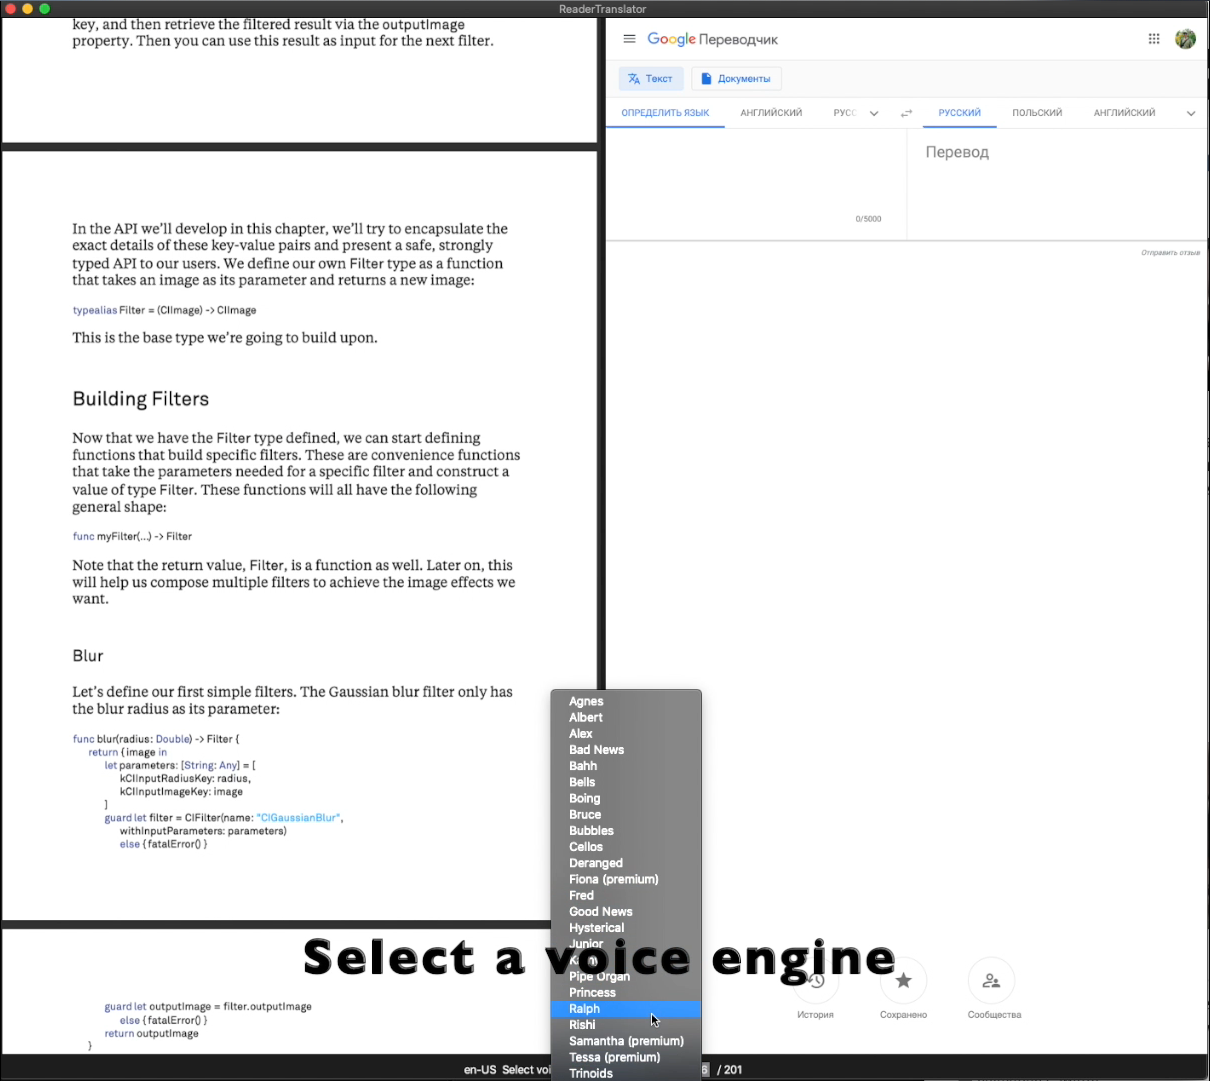 ReaderTranslator
key, and then retrieve the filtered result via the outputImage
property. Then you can use this result as input for the next filter.
In the API we’ll develop in this chapter, we’ll try to encapsulate the
exact details of these key-value pairs and present a safe, strongly
typed API to our users. We define our own Filter type as a function
that takes an image as its parameter and returns a new image:
typealias Filter = (CIImage) -> CIImage
This is the base type we’re going to build upon.
Building Filters
Now that we have the Filter type defined, we can start defining
functions that build specific filters. These are convenience functions
that take the parameters needed for a specific filter and construct a
value of type Filter. These functions will all have the following
general shape:
func myFilter(...) -> Filter
Note that the return value, Filter, is a function as well. Later on, this
will help us compose multiple filters to achieve the image effects we
want.
Blur
Let’s define our first simple filters. The Gaussian blur filter only has
the blur radius as its parameter:
func blur(radius: Double) -> Filter {
return { image in
let parameters: [String: Any] = [
kCIInputRadiusKey: radius,
kCIInputImageKey: image
]
guard let filter = CIFilter(name: "CIGaussianBlur",
withInputParameters: parameters)
else { fatalError() }
guard let outputImage = filter.outputImage
else { fatalError() }
return outputImage
}
Google Переводчик
Текст Документы
ОПРЕДЕЛИТЬ ЯЗЫК АНГЛИЙСКИЙ РУСС РУССКИЙ ПОЛЬСКИЙ АНГЛИЙСКИЙ
Перевод
0/5000
Отправить отзыв
Agnes
Albert
Alex
Bad News
Bahh
Bells
Boing
Bruce
Bubbles
Cellos
Deranged
Fiona (premium)
Fred
Good News
Hysterical
Junior
Pipe Organ
Princess
Ralph
Rishi
Samantha (premium)
Tessa (premium)
Trinoids
Select a voice engine
История Сохранено Сообщества
en-US Select voi 6 / 201